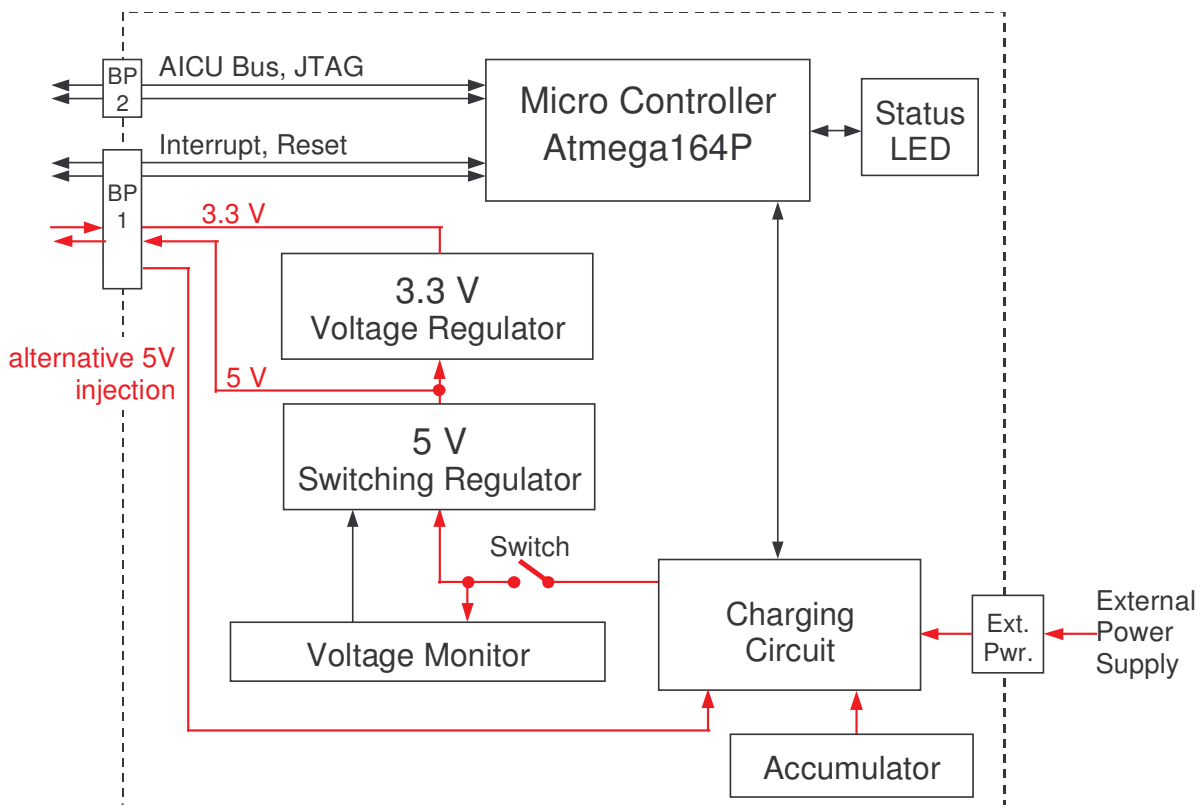 BP
2
AICU Bus, JTAG
Micro Controller
Atmega164P
Status
LED
Interrupt, Reset
BP
1
3.3 V
3.3 V
Voltage Regulator
alternative 5V
injection
5 V
5 V
Switching Regulator
Switch
Voltage Monitor
Charging
Circuit
Ext.
Pwr.
External
Power
Supply
Accumulator